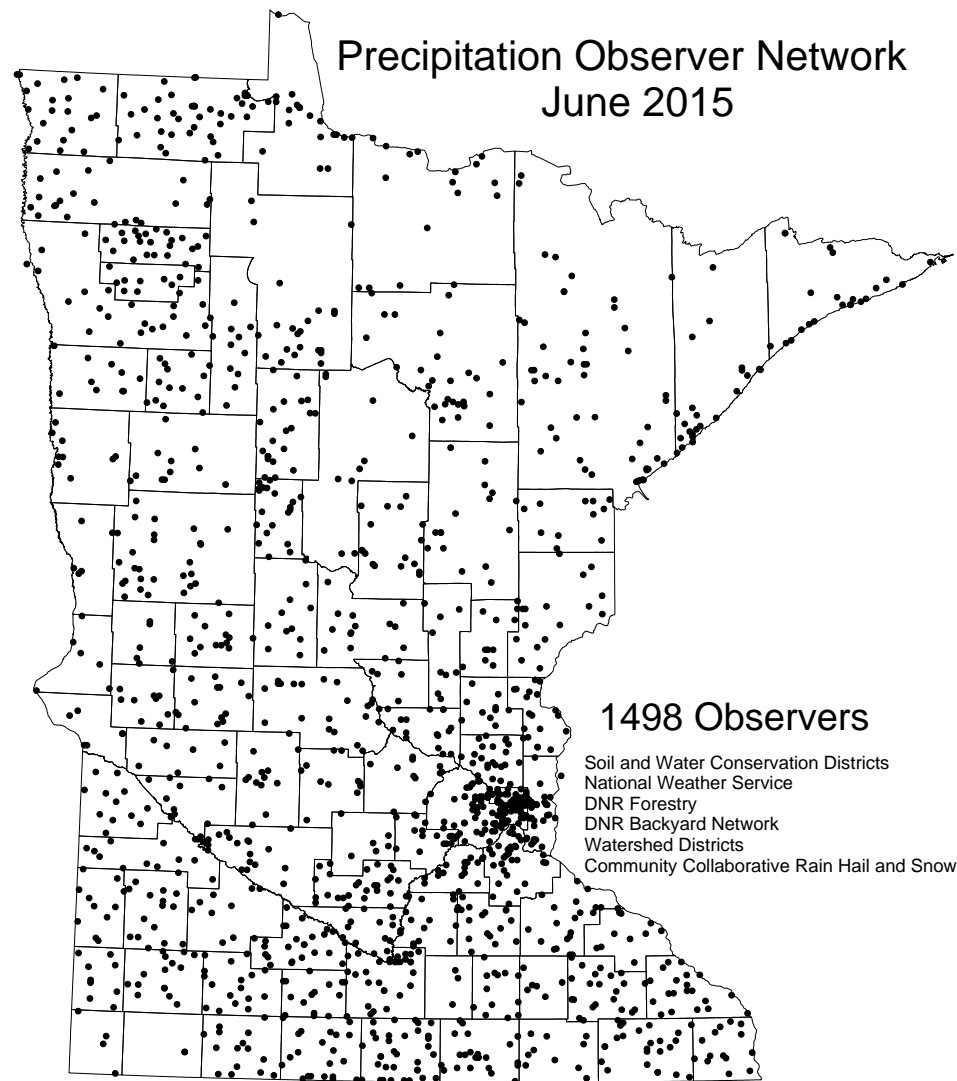 Precipitation Observer Network
June 2015
1498 Observers
Soil and Water Conservation Districts
National Weather Service
DNR Forestry
DNR Backyard Network
Watershed Districts
Community Collaborative Rain Hail and Snow